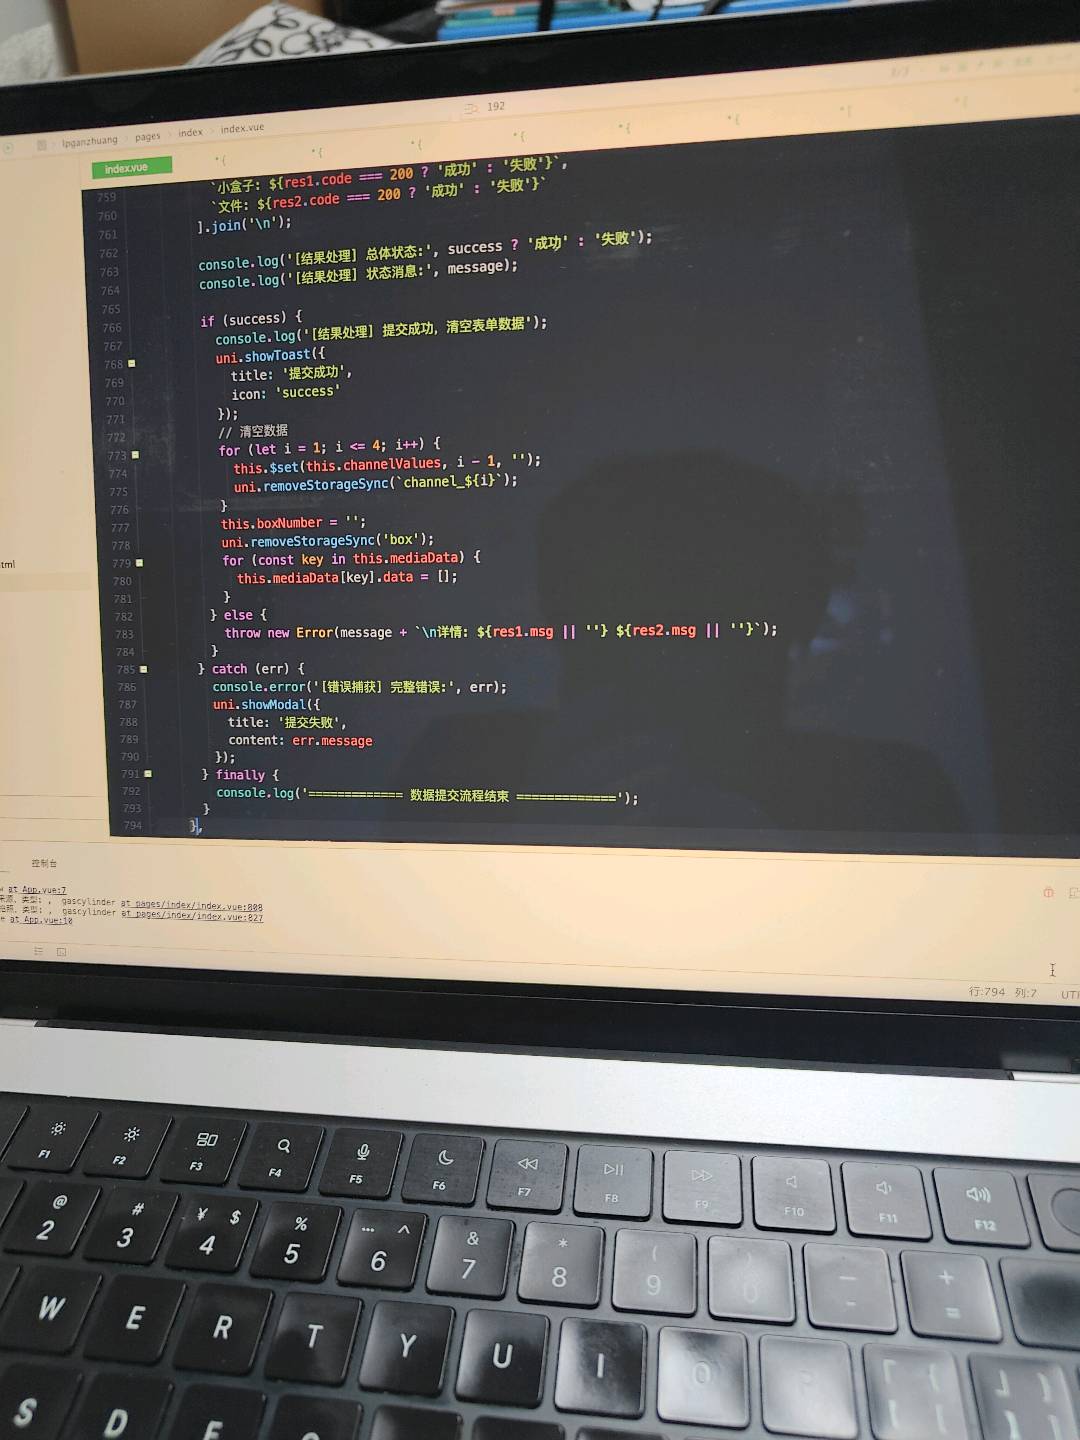 192
lpganzhuang > pages > index > index.vue
index.vue
759 `小盒子: ${res1.code === 200 ? '成功' : '失败'}`,
760 `文件: ${res2.code === 200 ? '成功' : '失败'}`
761 ].join('\n');
762
763 console.log('[结果处理] 总体状态:', success ? '成功' : '失败');
764 console.log('[结果处理] 状态消息:', message);
765
766 if (success) {
767 console.log('[结果处理] 提交成功，清空表单数据');
768 uni.showToast({
769 title: '提交成功',
770 icon: 'success'
771 });
772 // 清空数据
773 for (let i = 1; i <= 4; i++) {
774 this.$set(this.channelValues, i - 1, '');
775 uni.removeStorageSync(`channel_${i}`);
776 }
777 this.boxNumber = '';
778 uni.removeStorageSync('box');
779 for (const key in this.mediaData) {
780 this.mediaData[key].data = [];
781 }
782 } else {
783 throw new Error(message + `\n详情: ${res1.msg || ''} ${res2.msg || ''}`);
784 }
785 } catch (err) {
786 console.error('[错误捕获] 完整错误:', err);
787 uni.showModal({
788 title: '提交失败',
789 content: err.message
790 });
791 } finally {
792 console.log('============= 数据提交流程结束 =============');
793 }
794 },
tml
控制台
at App.vue:7
来源、类型: , gascylinder at pages/index/index.vue:808
拍照、类型: , gascylinder at pages/index/index.vue:827
e at App.vue:10
行:794 列:7 UTF
F1 F2 F3 F4 F5 F6 F7 F8 F9 F10 F11 F12
@ # ¥ $ % … ^ & * ( ) — +
2 3 4 5 6 7 8 9 0 - =
W E R T Y U I O P { [ } ]
S D F